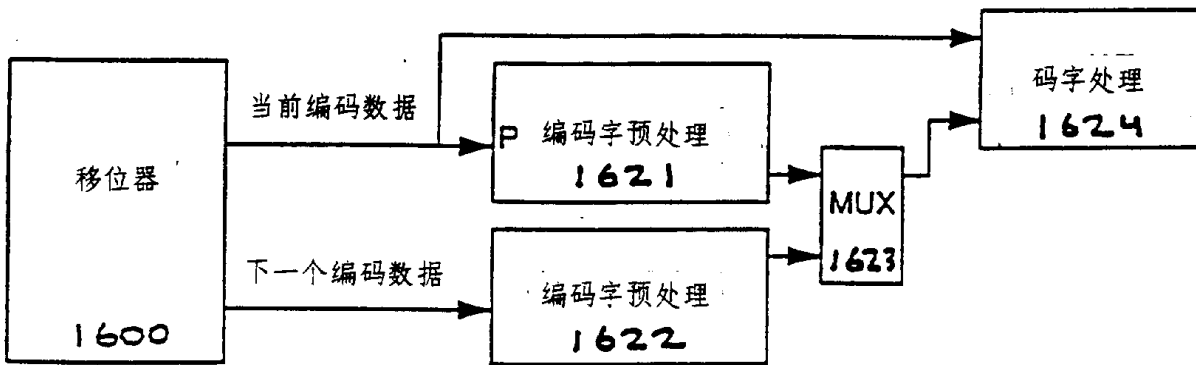 码字处理
1624
当前编码数据
P 编码字预处理
1621
移位器
MUX
1623
下一个编码数据
编码字预处理
1622
1600